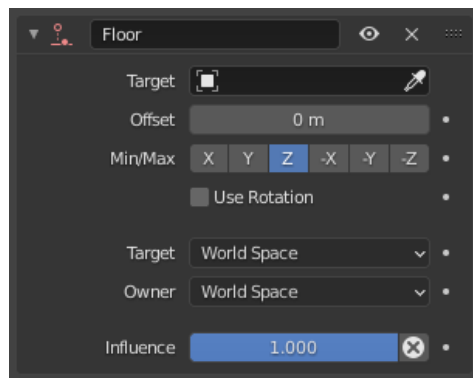 Floor
Target
Offset 0 m
Min/Max X Y Z -X -Y -Z
Use Rotation
Target World Space
Owner World Space
Influence 1.000